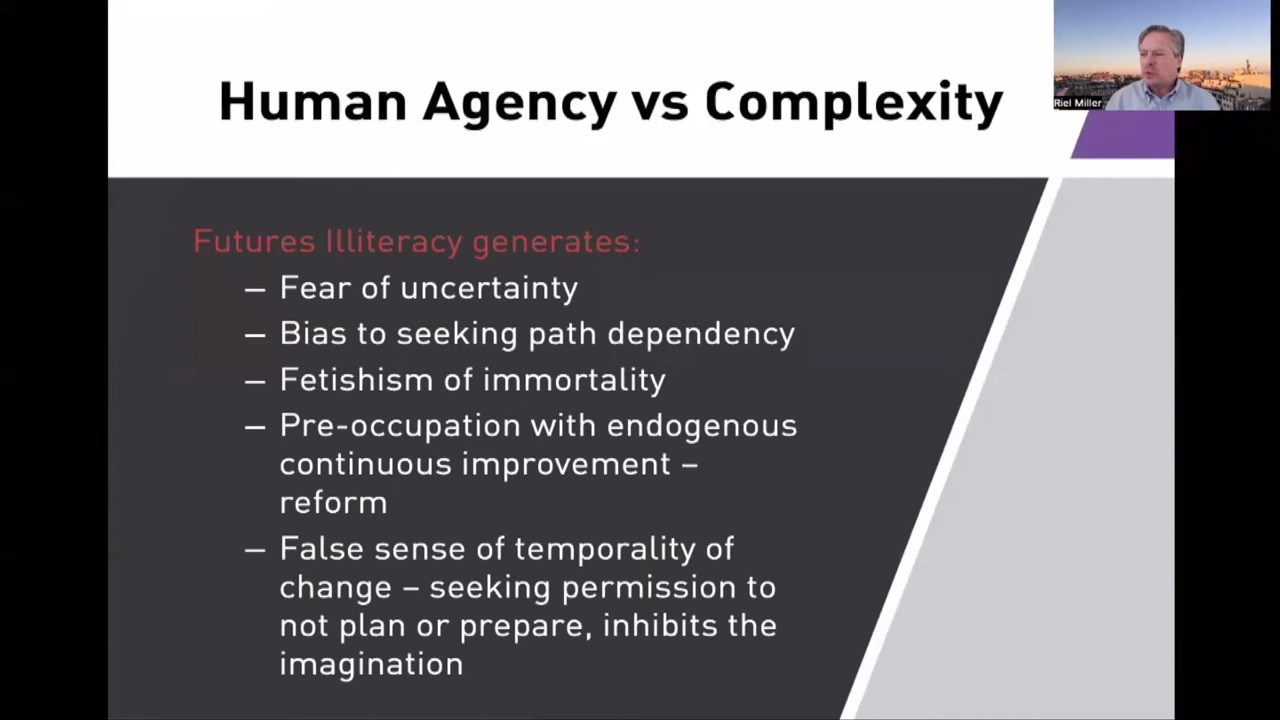 Human Agency vs Complexity
Riel Miller
Futures Illiteracy generates:
– Fear of uncertainty
– Bias to seeking path dependency
– Fetishism of immortality
– Pre-occupation with endogenous
continuous improvement –
reform
– False sense of temporality of
change – seeking permission to
not plan or prepare, inhibits the
imagination